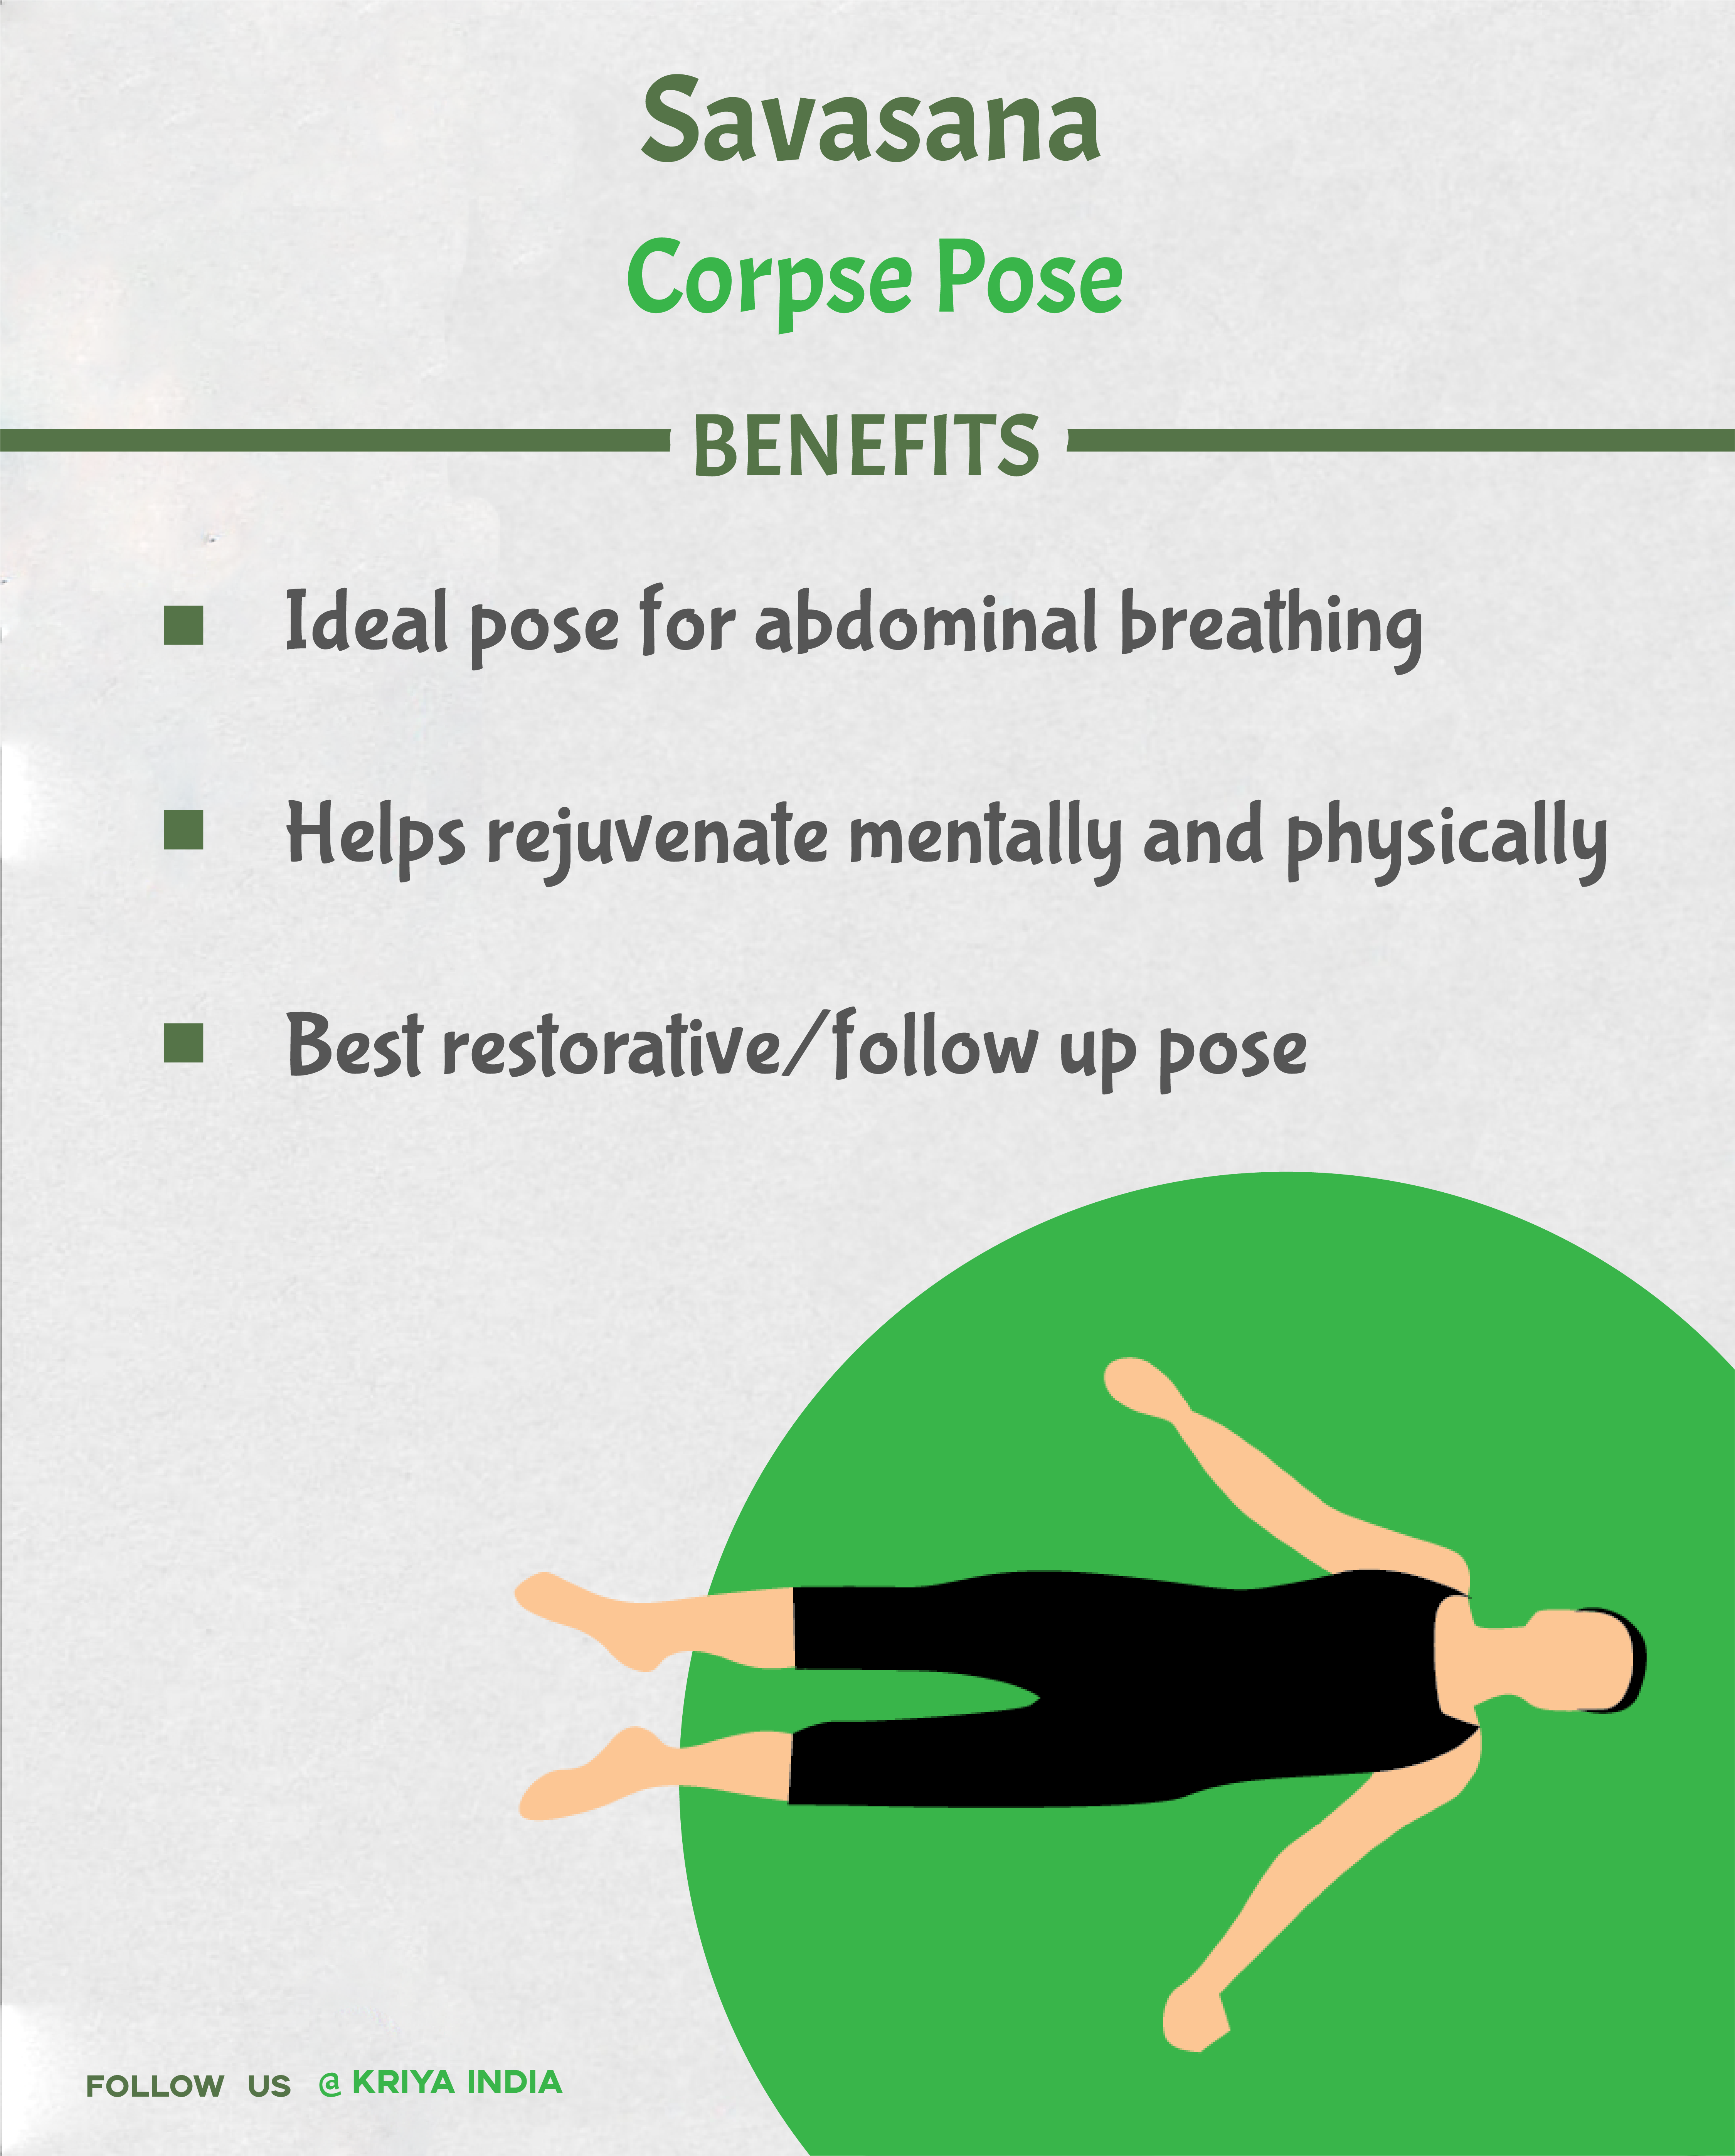 Savasana
Corpse Pose
BENEFITS
Ideal pose for abdominal breathing
Helps rejuvenate mentally and physically
Best restorative/follow up pose
FOLLOW US @ KRIYA INDIA